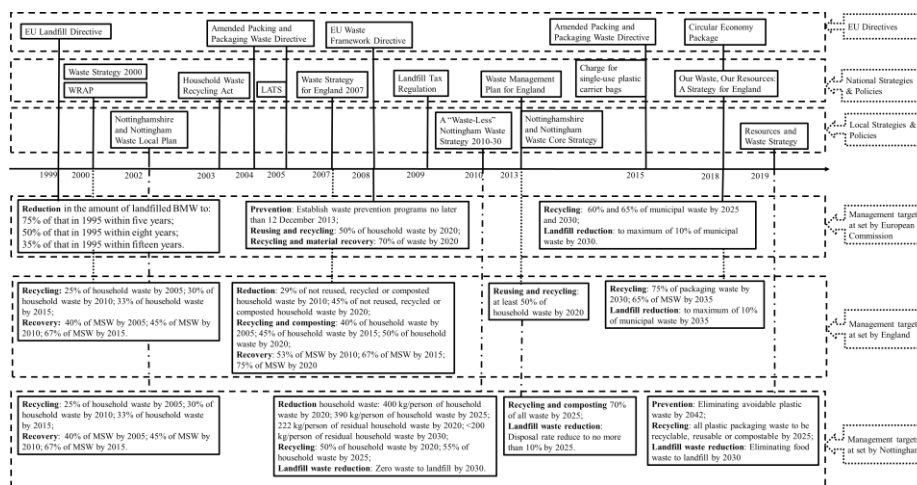 EU Landfill Directive
Amended Packing and
Packaging Waste Directive
EU Waste
Framework Directive
Amended Packing and
Packaging Waste Directive
Circular Economy
Package
EU Directives
Waste Strategy 2000
WRAP
Household Waste
Recycling Act
LATS
Waste Strategy
for England 2007
Landfill Tax
Regulation
Waste Management
Plan for England
Charge for
single-use plastic
carrier bags
Our Waste, Our Resources:
A Strategy for England
National Strategies &
Policies
Nottinghamshire
and Nottingham
Waste Local Plan
A "Waste-Less"
Nottingham Waste
Strategy 2010-30
Nottinghamshire and
Nottingham Waste
Core Strategy
Resources and
Waste Strategy
Local Strategies &
Policies
1999
2000
2002
2003
2004
2005
2007
2008
2009
2010
2013
2015
2018
2019
Reduction in the amount of landfilled BMW to:
75% of that in 1995 within five years;
50% of that in 1995 within eight years;
35% of that in 1995 within fifteen years.
Prevention: Establish waste prevention programs no later
than 12 December 2013;
Reusing and recycling: 50% of household waste by 2020;
Recycling and material recovery: 70% of waste by 2020
Recycling: 60% and 65% of municipal waste by 2025
and 2030;
Landfill reduction: to maximum of 10% of municipal
waste by 2030.
Management target
at set by European
Commission
Recycling: 25% of household waste by 2005; 30% of
household waste by 2010; 33% of household waste
by 2015;
Recovery: 40% of MSW by 2005; 45% of MSW by
2010; 67% of MSW by 2015.
Reduction: 29% of not reused, recycled or composted
household waste by 2010; 45% of not reused, recycled or
composted household waste by 2020;
Recycling and composting: 40% of household waste by
2005; 45% of household waste by 2015; 50% of household
waste by 2020;
Recovery: 53% of MSW by 2010; 67% of MSW by 2015;
75% of MSW by 2020
Reusing and recycling:
at least 50% of
household waste by 2020
Recycling: 75% of packaging waste by
2030; 65% of MSW by 2035
Landfill reduction: to maximum of 10%
of municipal waste by 2035
Management target
at set by England
Recycling: 25% of household waste by 2005; 30% of
household waste by 2010; 33% of household waste
by 2015;
Recovery: 40% of MSW by 2005; 45% of MSW by
2010; 67% of MSW by 2015.
Reduction household waste: 400 kg/person of household
waste by 2020; 390 kg/person of household waste by 2025;
222 kg/person of residual household waste by 2020; <200
kg/person of residual household waste by 2030;
Recycling: 50% of household waste by 2020; 55% of
household waste by 2025;
Landfill waste reduction: Zero waste to landfill by 2030.
Recycling and composting 70%
of all waste by 2025;
Landfill waste reduction:
Disposal rate reduce to no more
than 10% by 2025.
Prevention: Eliminating avoidable plastic
waste by 2042;
Recycling: all plastic packaging waste to be
recyclable, reusable or compostable by 2025;
Landfill waste reduction: Eliminating food
waste to landfill by 2030
Management target
at set by Nottingham